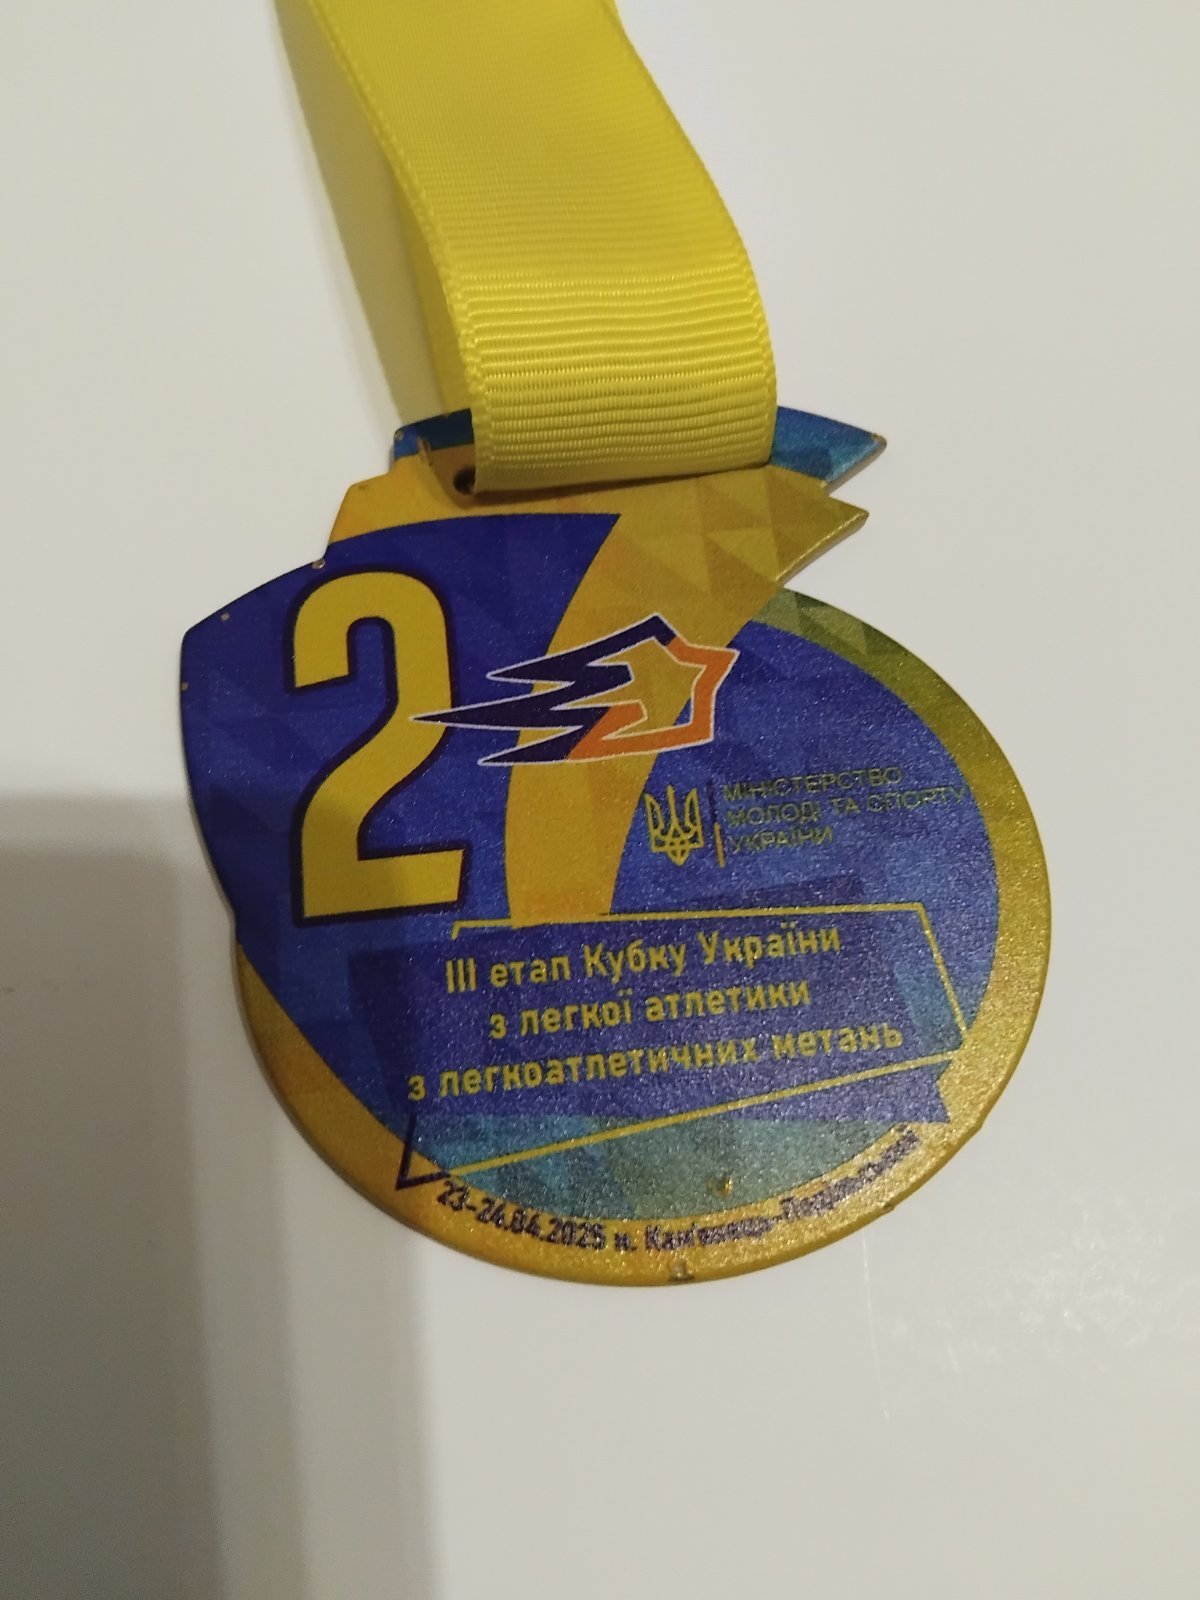 2
МІНІСТЕРСТВО
МОЛОДІ ТА СПОРТУ
УКРАЇНИ
III етап Кубку України
з легкої атлетики
з легкоатлетичних метань
23-24.04.2025 м. Кам'янець-Подільський